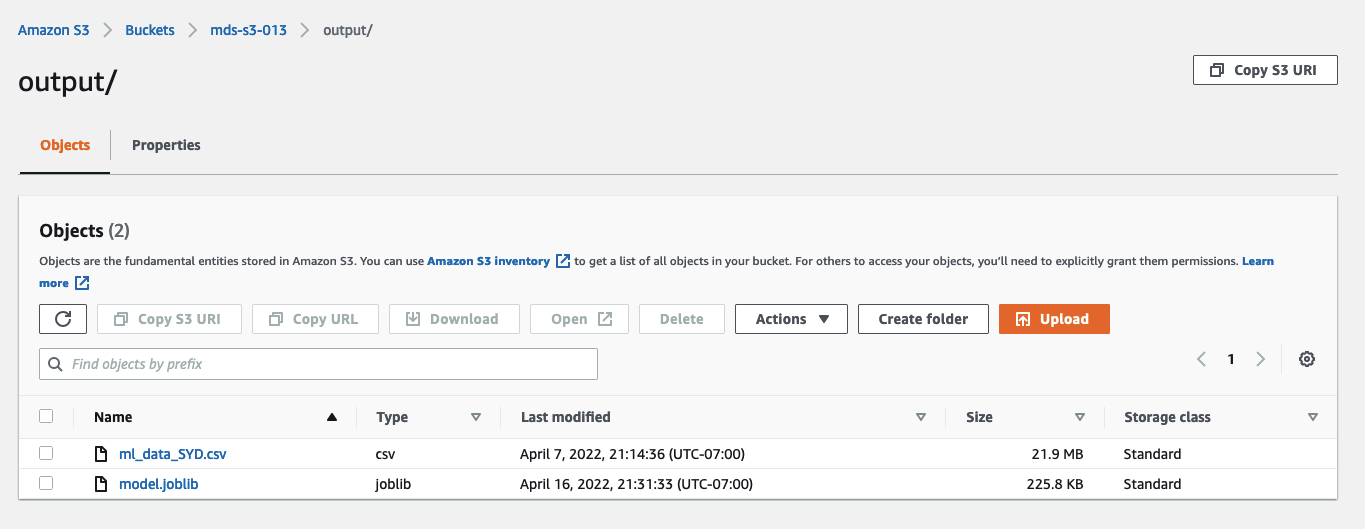 Amazon S3 > Buckets > mds-s3-013 > output/
output/
Copy S3 URI
Objects Properties
Objects (2)
Objects are the fundamental entities stored in Amazon S3. You can use Amazon S3 inventory to get a list of all objects in your bucket. For others to access your objects, you'll need to explicitly grant them permissions. Learn
more
Copy S3 URI Copy URL Download Open Delete Actions Create folder Upload
Find objects by prefix
1
Name Type Last modified Size Storage class
ml_data_SYD.csv csv April 7, 2022, 21:14:36 (UTC-07:00) 21.9 MB Standard
model.joblib joblib April 16, 2022, 21:31:33 (UTC-07:00) 225.8 KB Standard